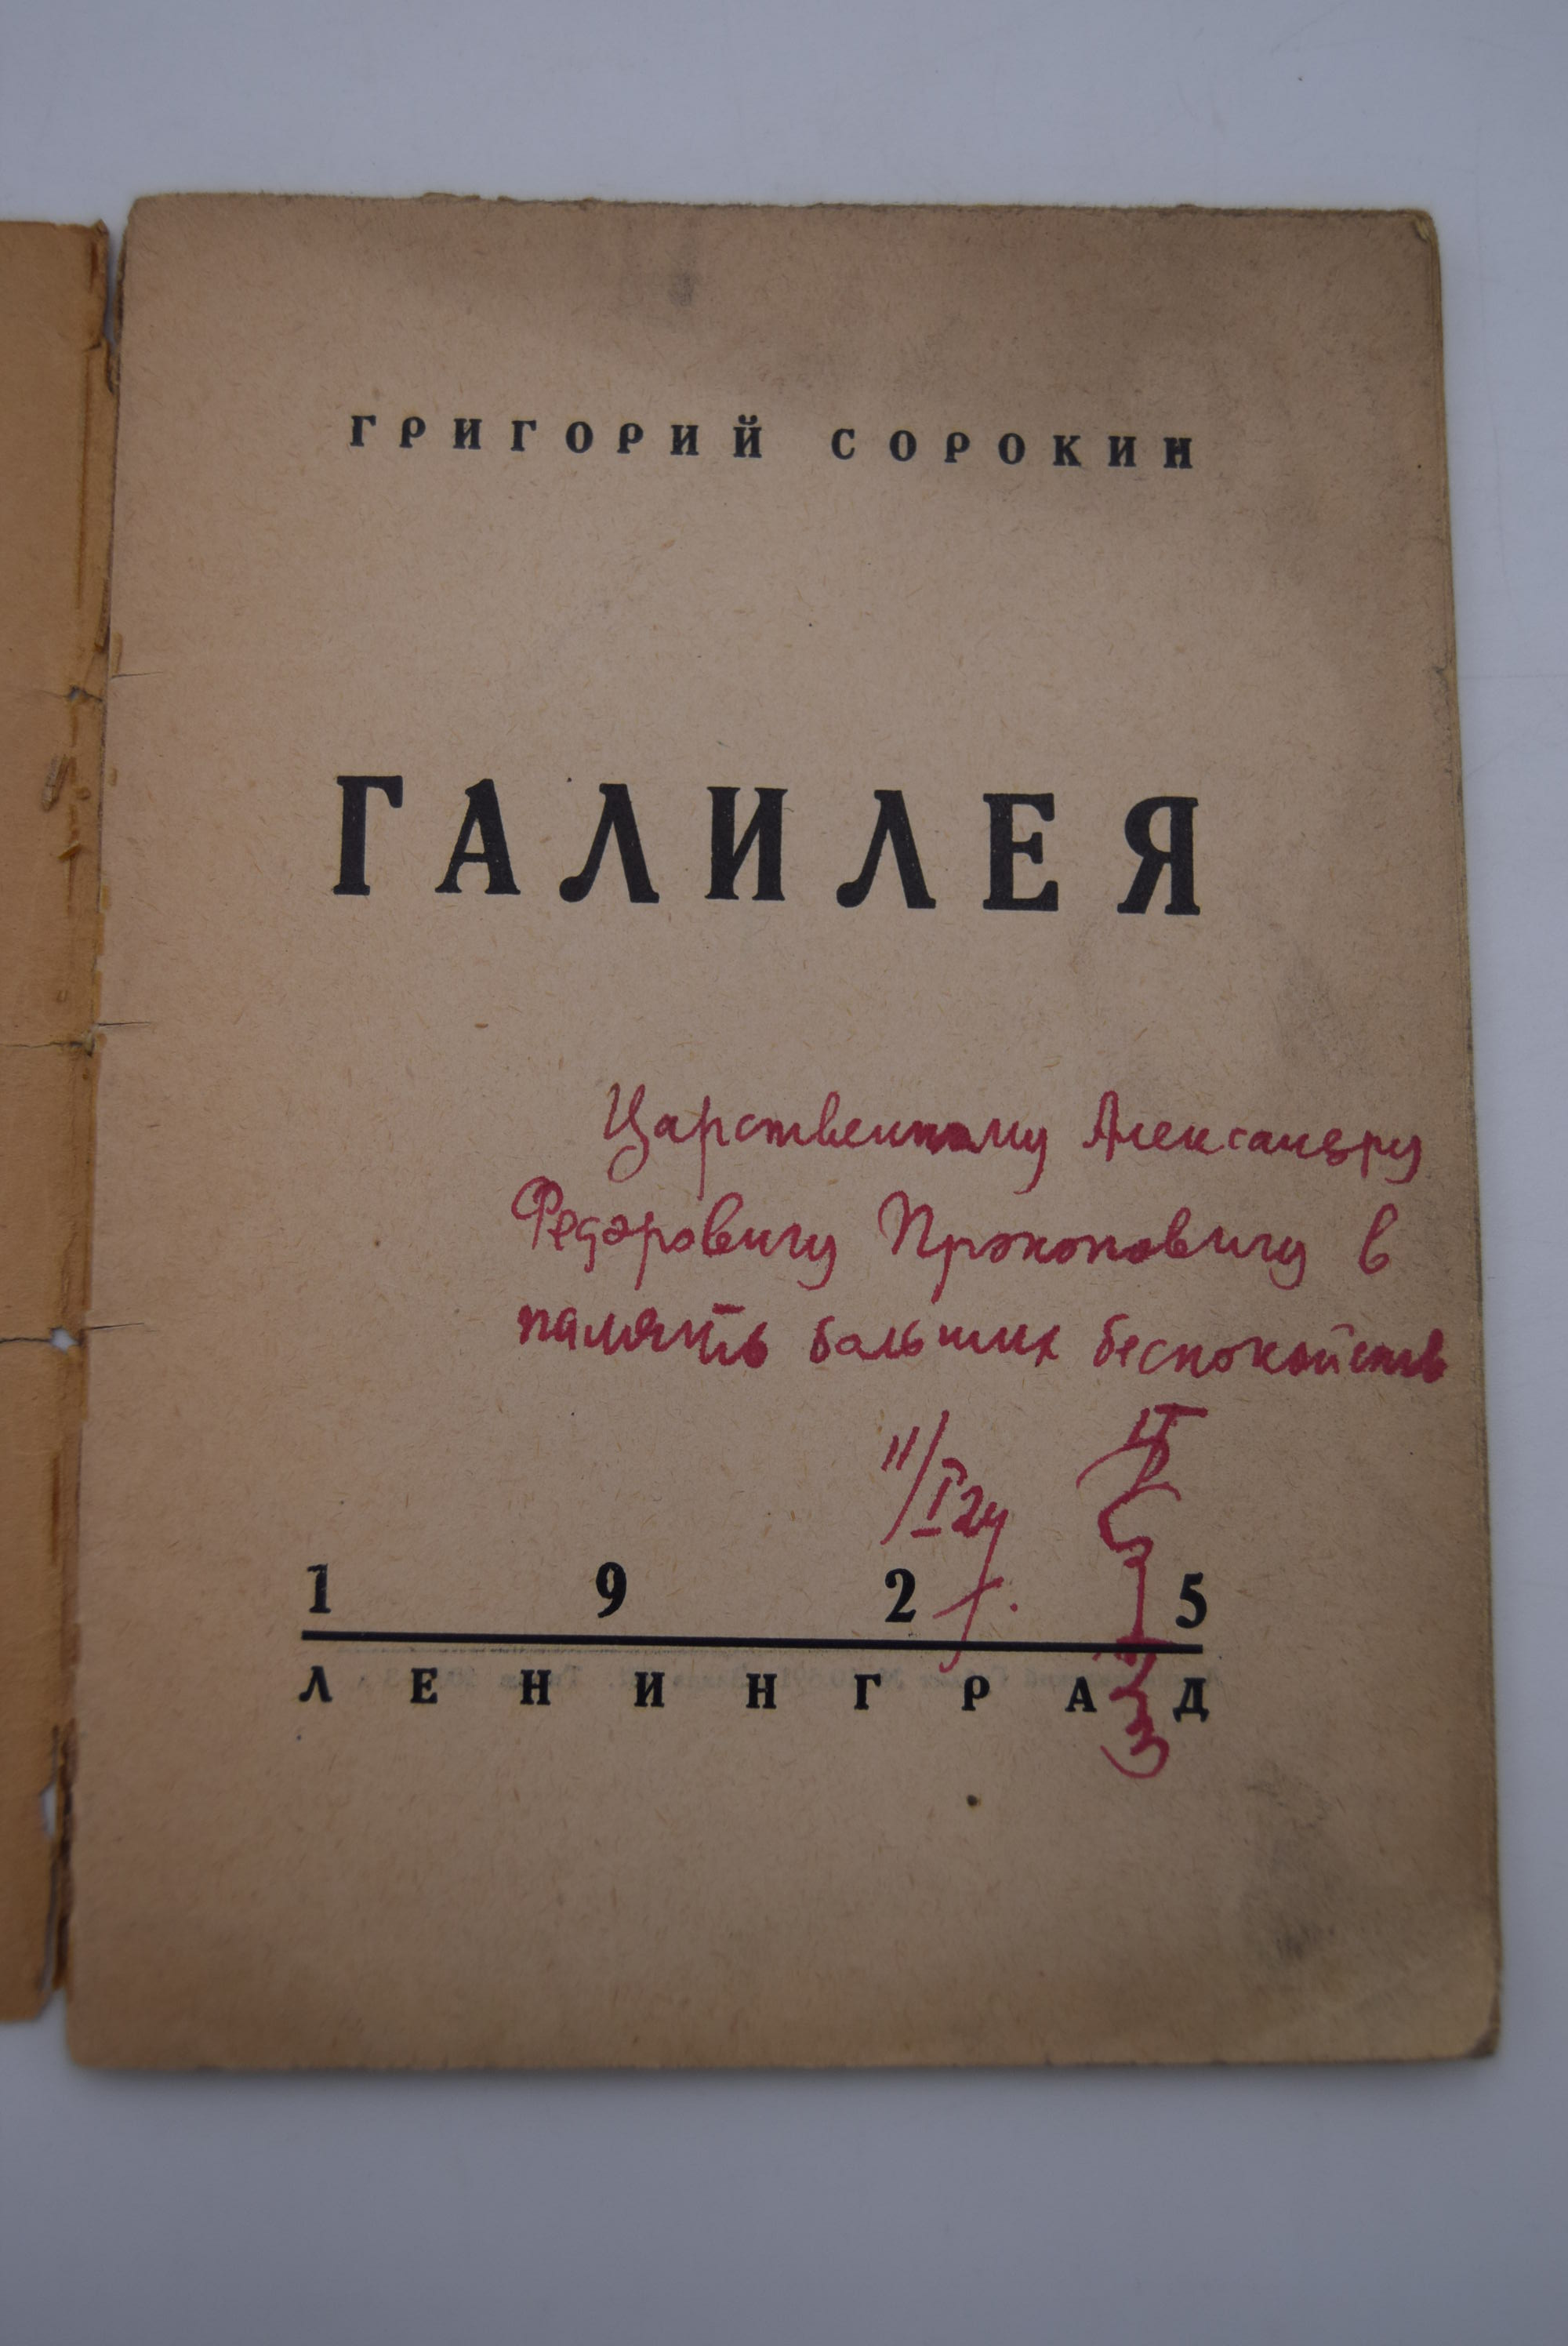 ГРИГОРИЙ СОРОКИН
ГАЛИЛЕЯ
Царственному Александру
Федоровичу Прокоповичу в
память больших беспокойств
11/I 24 г.
1925
ЛЕНИНГРАД